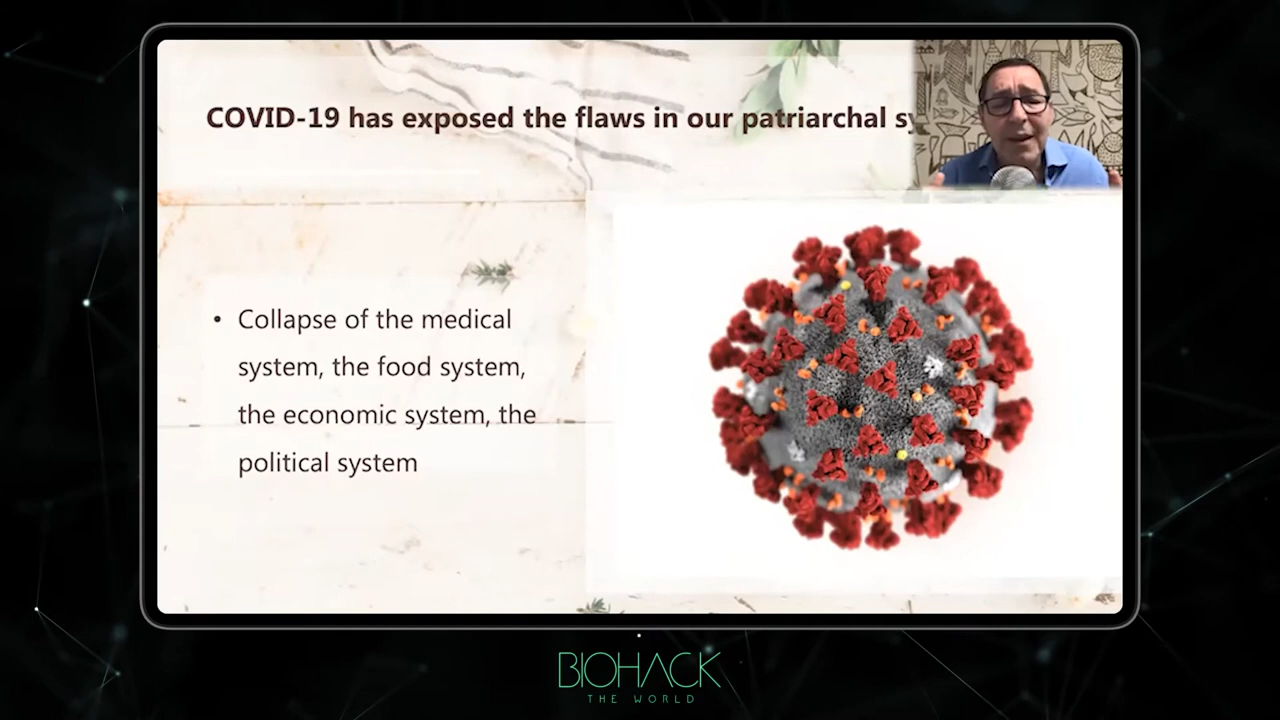 COVID-19 has exposed the flaws in our patriarchal
• Collapse of the medical
system, the food system,
the economic system, the
political system
BIOHACK
THE WORLD